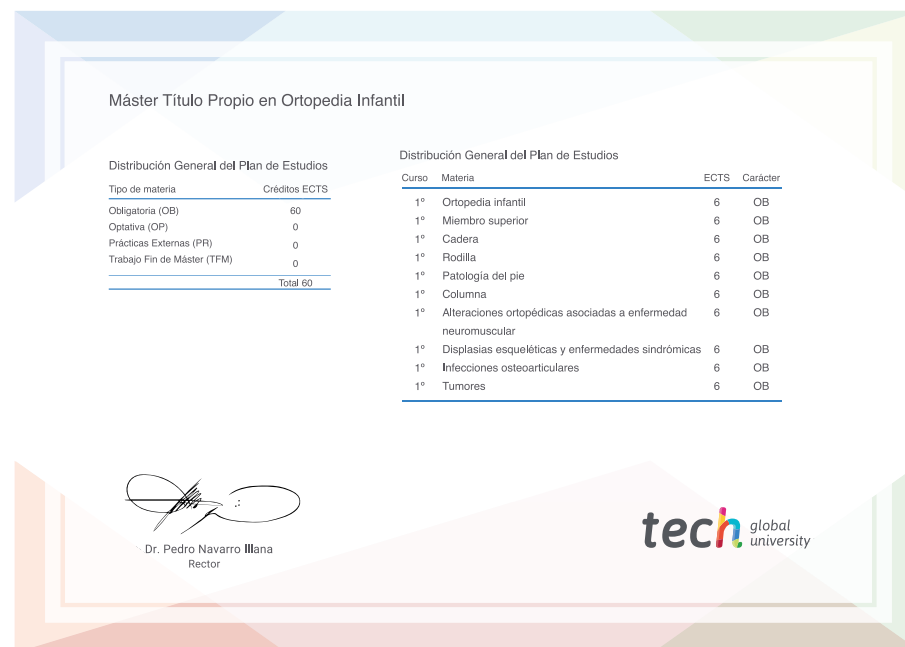 Máster Título Propio en Ortopedia Infantil
Distribución General del Plan de Estudios
Tipo de materia Créditos ECTS
Obligatoria (OB) 60
Optativa (OP) 0
Prácticas Externas (PR) 0
Trabajo Fin de Máster (TFM) 0
Total 60
Distribución General del Plan de Estudios
Curso Materia ECTS Carácter
1º Ortopedia infantil 6 OB
1º Miembro superior 6 OB
1º Cadera 6 OB
1º Rodilla 6 OB
1º Patología del pie 6 OB
1º Columna 6 OB
1º Alteraciones ortopédicas asociadas a enfermedad 6 OB
neuromuscular
1º Displasias esqueléticas y enfermedades sindrómicas 6 OB
1º Infecciones osteoarticulares 6 OB
1º Tumores 6 OB
Dr. Pedro Navarro Illana
Rector
tech global
university